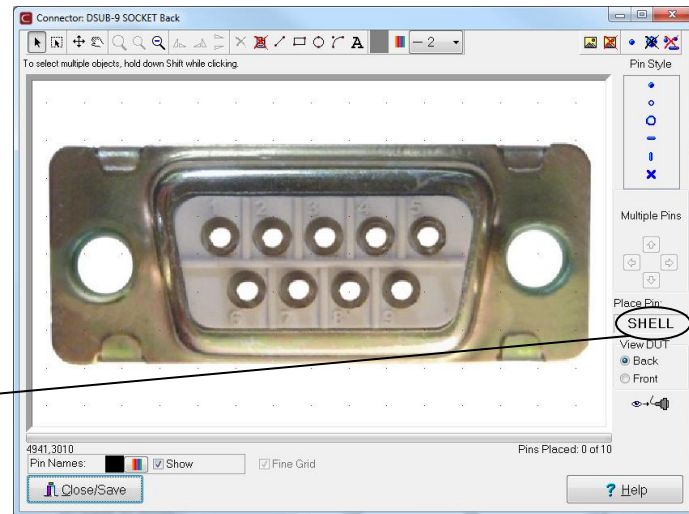 Connector: DSUB-9 SOCKET Back
A
2
To select multiple objects, hold down Shift while clicking.
Pin Style
1 2 3 4 5
6 7 8 9
Multiple Pins
Place Pin:
SHELL
View DUT
Back
Front
4941,3010
Pins Placed: 0 of 10
Pin Names:
Show
Fine Grid
Close/Save
? Help